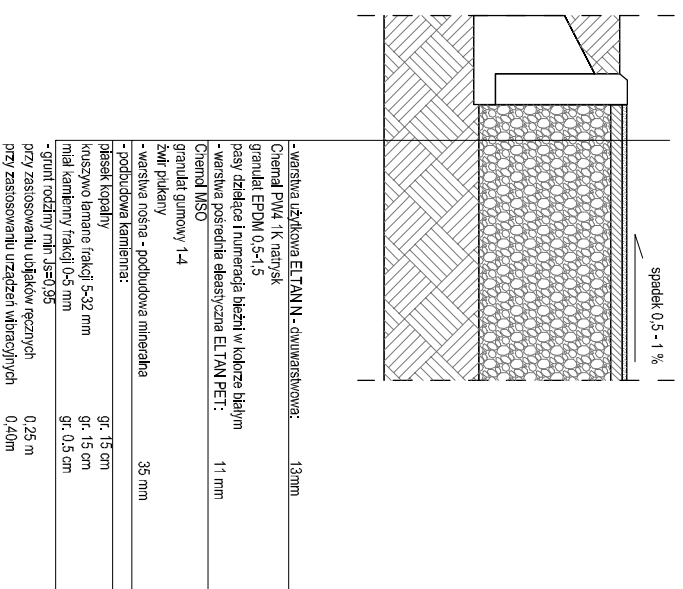 spadek 0,5 - 1 %
- warstwa użytkowa ELTAN N - dwuwarstwowa: 13mm
Chemol PW4 1K natrysk
granulat EPDM 0,5-1,5
pasy dzielące i numeracja bieżni w kolorze białym
- warstwa pośrednia eleastyczna ELTAN PET: 11 mm
Chemol MSO
granulat gumowy 1-4
żwir płukany
- warstwa nośna - podbudowa mineralna 35 mm
- podbudowa kamienna:
piasek kopalny gr. 15 cm
kruszywo łamane frakcji 5-32 mm gr. 15 cm
miał kamienny frakcji 0-5 mm gr. 0.5 cm
- grunt rodzimy min Js=0,95
przy zastosowaniu ubijaków ręcznych 0,25 m
przy zastosowaniu urządzeń wibracyjnych 0,40m